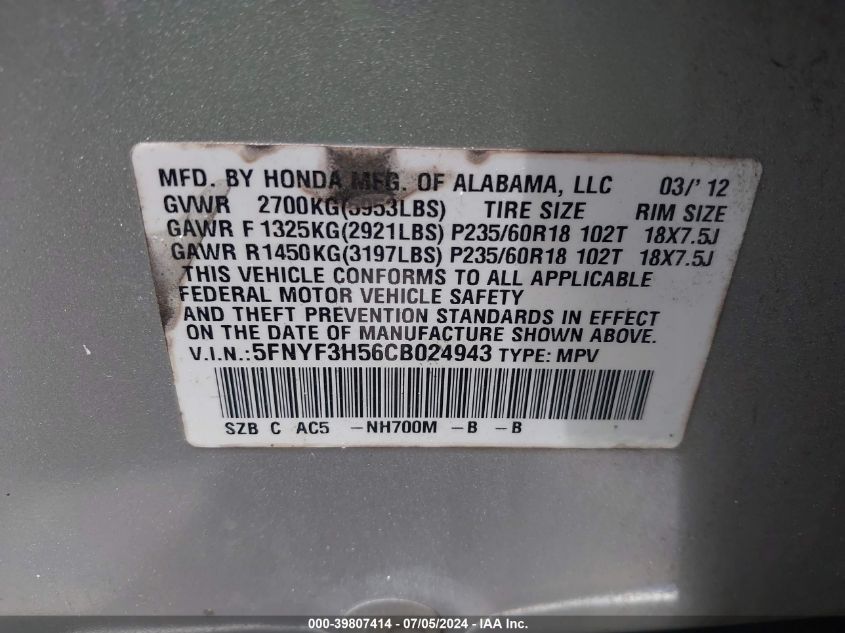 MFD. BY HONDA MFG. OF ALABAMA, LLC 03/'12
GVWR 2700KG(5953LBS) TIRE SIZE RIM SIZE
GAWR F 1325KG(2921LBS) P235/60R18 102T 18X7.5J
GAWR R1450KG(3197LBS) P235/60R18 102T 18X7.5J
THIS VEHICLE CONFORMS TO ALL APPLICABLE
FEDERAL MOTOR VEHICLE SAFETY
AND THEFT PREVENTION STANDARDS IN EFFECT
ON THE DATE OF MANUFACTURE SHOWN ABOVE.
V.I.N.:5FNYF3H56CB024943 TYPE: MPV
SZB C AC5 -NH700M -B -B
000-39807414 | 07/05/2024 - IAA Inc.